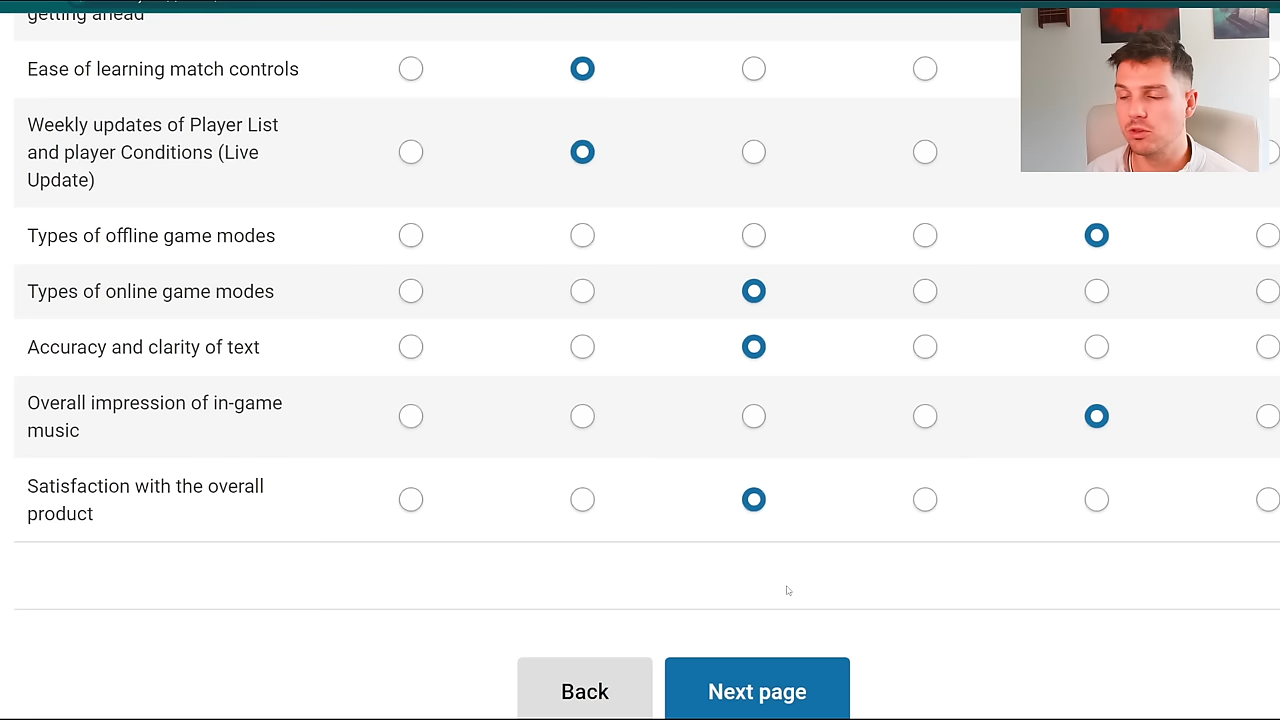 getting ahead
Ease of learning match controls
Weekly updates of Player List
and player Conditions (Live
Update)
Types of offline game modes
Types of online game modes
Accuracy and clarity of text
Overall impression of in-game
music
Satisfaction with the overall
product
Back
Next page